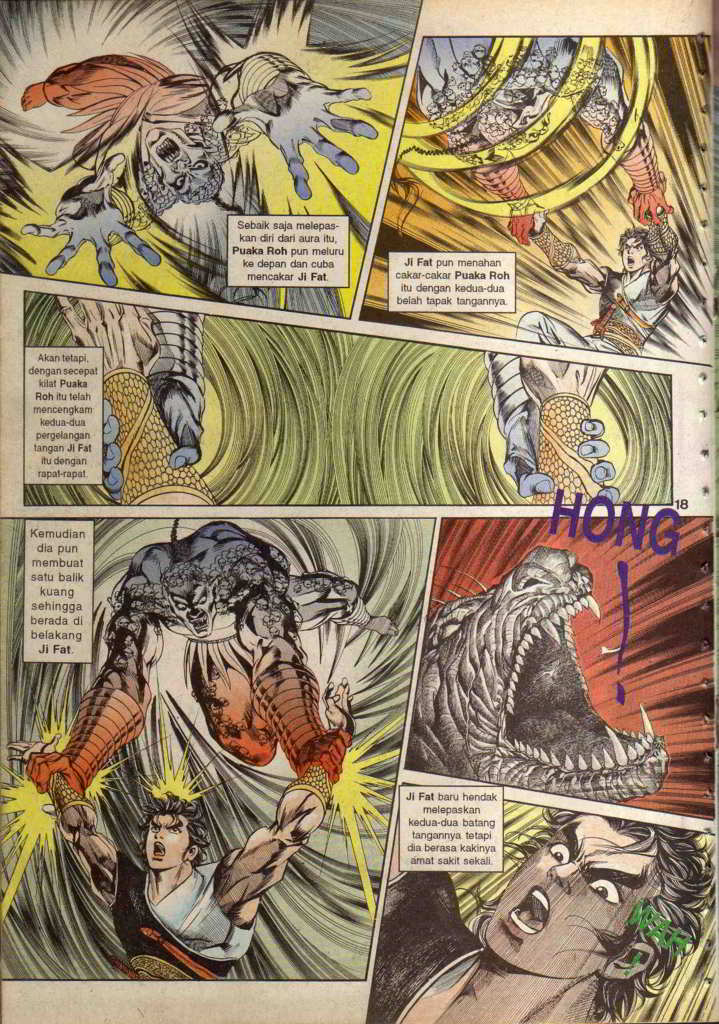 Sebaik saja melepas-
kan diri dari aura itu,
Puaka Roh pun meluru
ke depan dan cuba
mencakar Ji Fat.
Ji Fat pun menahan
cakar-cakar Puaka Roh
itu dengan kedua-dua
belah tapak tangannya.
Akan tetapi,
dengan secepat
kilat Puaka
Roh itu telah
mencengkam
kedua-dua
pergelangan
tangan Ji Fat
itu dengan
rapat-rapat.
18
Kemudian
dia pun
membuat
satu balik
kuang
sehingga
berada di
belakang
Ji Fat.
HONG
!
Ji Fat baru hendak
melepaskan
kedua-dua batang
tangannya tetapi
dia berasa kakinya
amat sakit sekali.
WAH
!